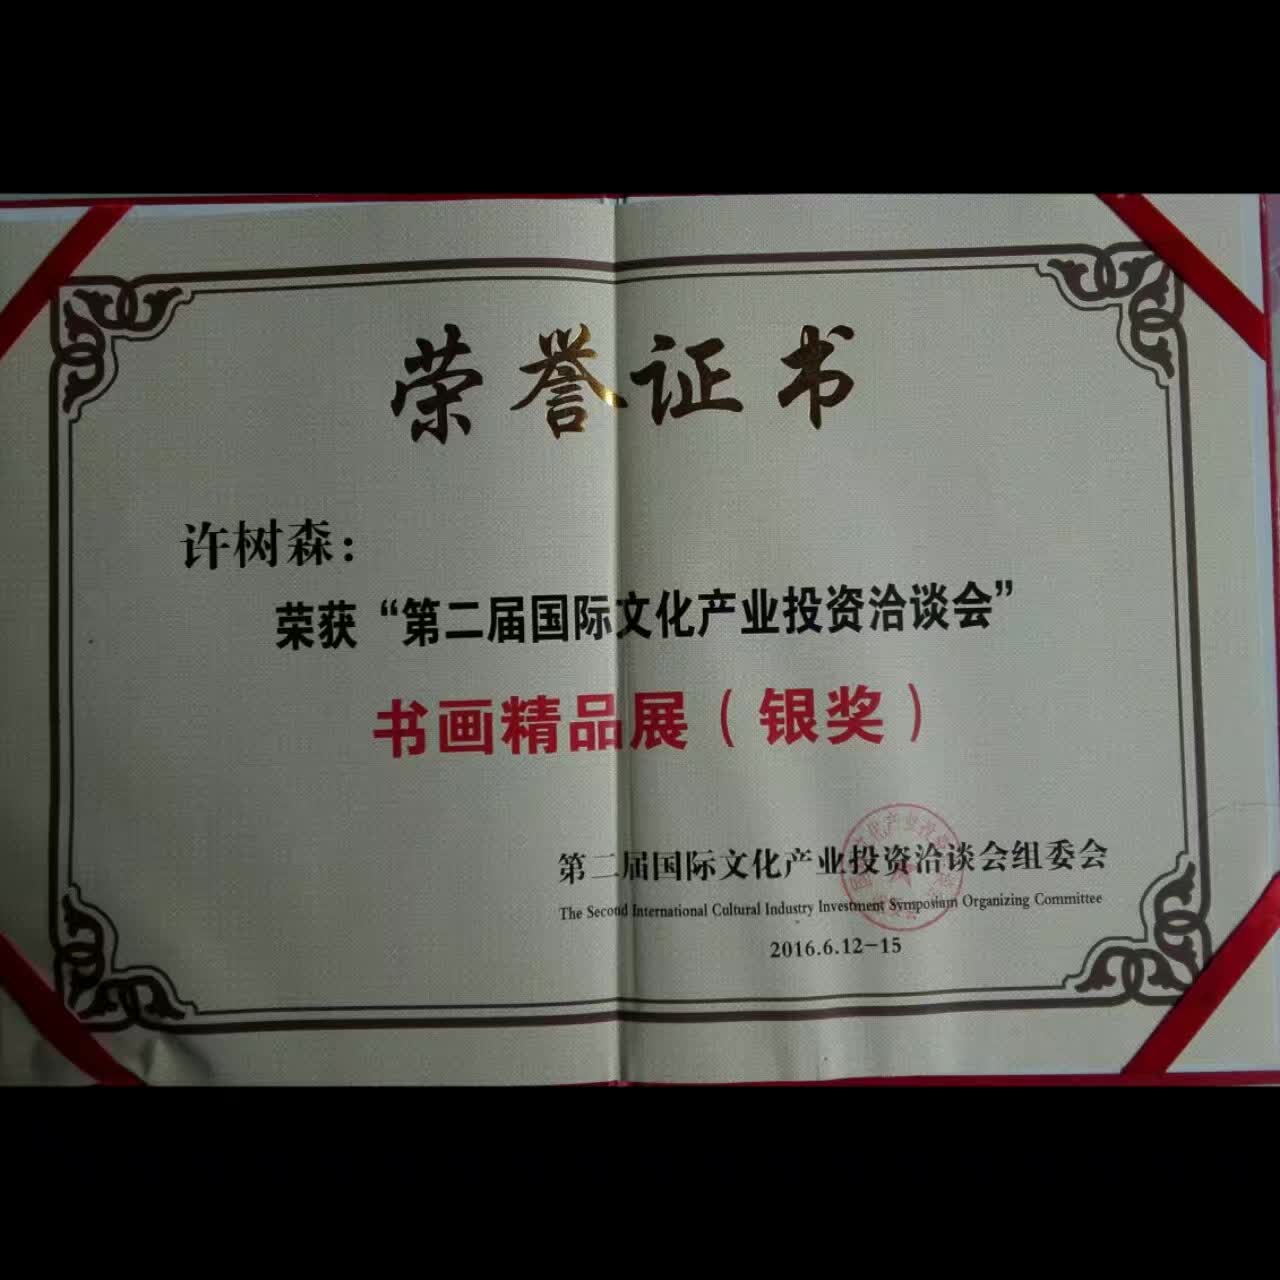 荣誉证书
许树森：
荣获“第二届国际文化产业投资洽谈会”
书画精品展（银奖）
第二届国际文化产业投资洽谈会组委会
The Second International Cultural Industry Investment Symposium Organizing Committee
2016.6.12-15